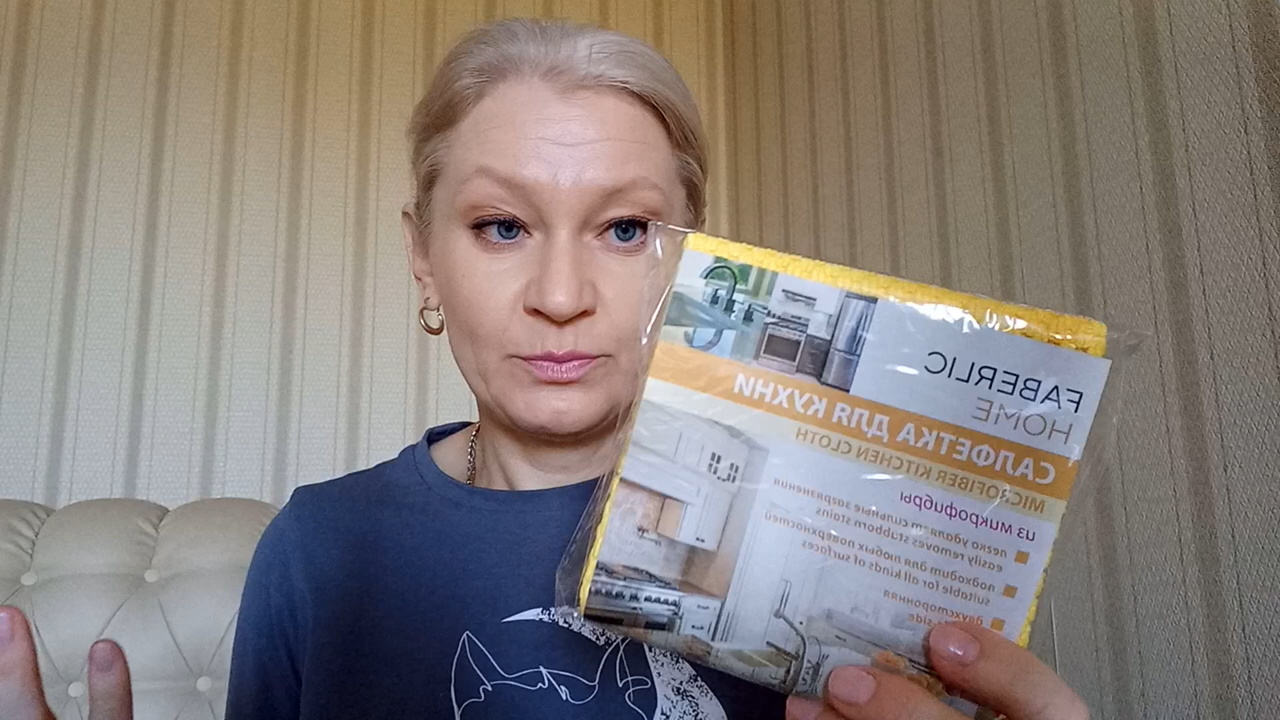 FABERLIC
HOME
САЛФЕТКА ДЛЯ КУХНИ
MICROFIBER KITCHEN CLOTH
из микрофибры
легко удаляет сильные загрязнения
easily removes stubborn stains
подходит для любых поверхностей
suitable for all kinds of surfaces
двухсторонняя